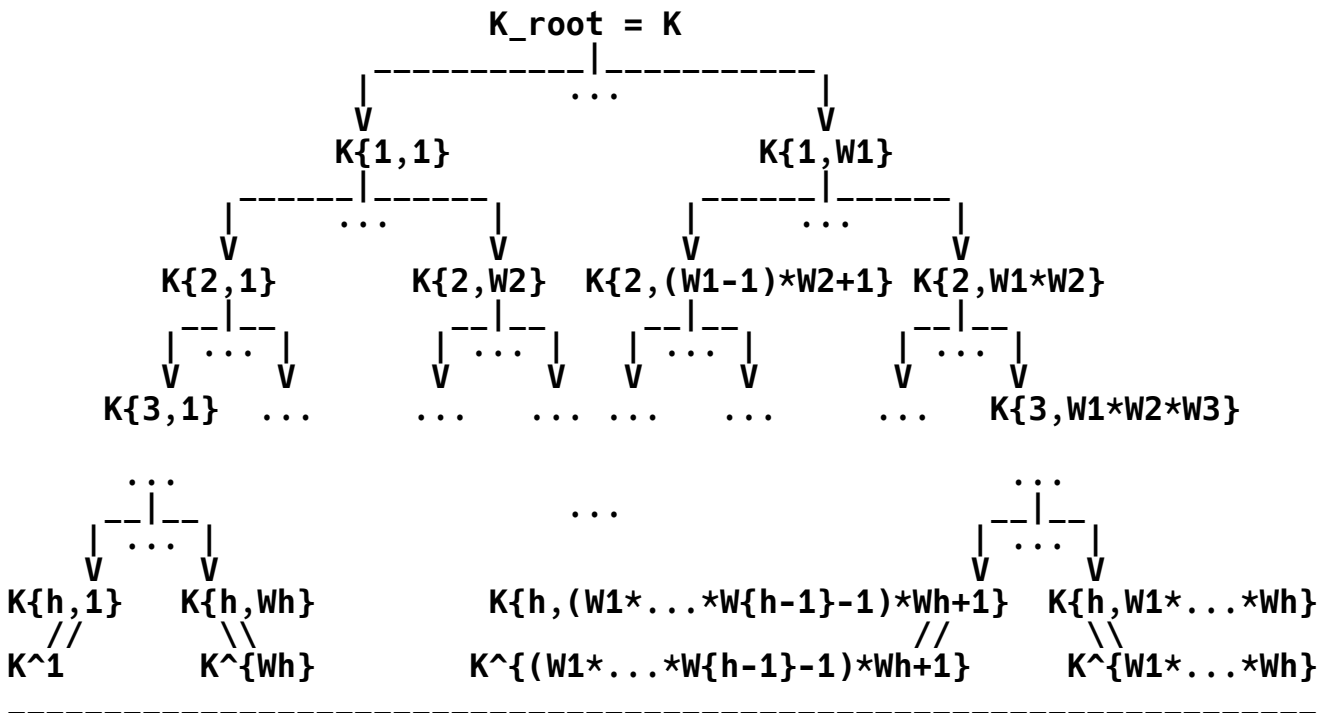 K_root = K
...
K{1,1} K{1,W1}
... ...
K{2,1} K{2,W2} K{2,(W1-1)*W2+1} K{2,W1*W2}
... ... ... ...
K{3,1} ... ... ... ... ... ... K{3,W1*W2*W3}
... ...
...
... ...
K{h,1} K{h,Wh} K{h,(W1*...*W{h-1}-1)*Wh+1} K{h,W1*...*Wh}
// \\ // \\
K^1 K^{Wh} K^{(W1*...*W{h-1}-1)*Wh+1} K^{W1*...*Wh}